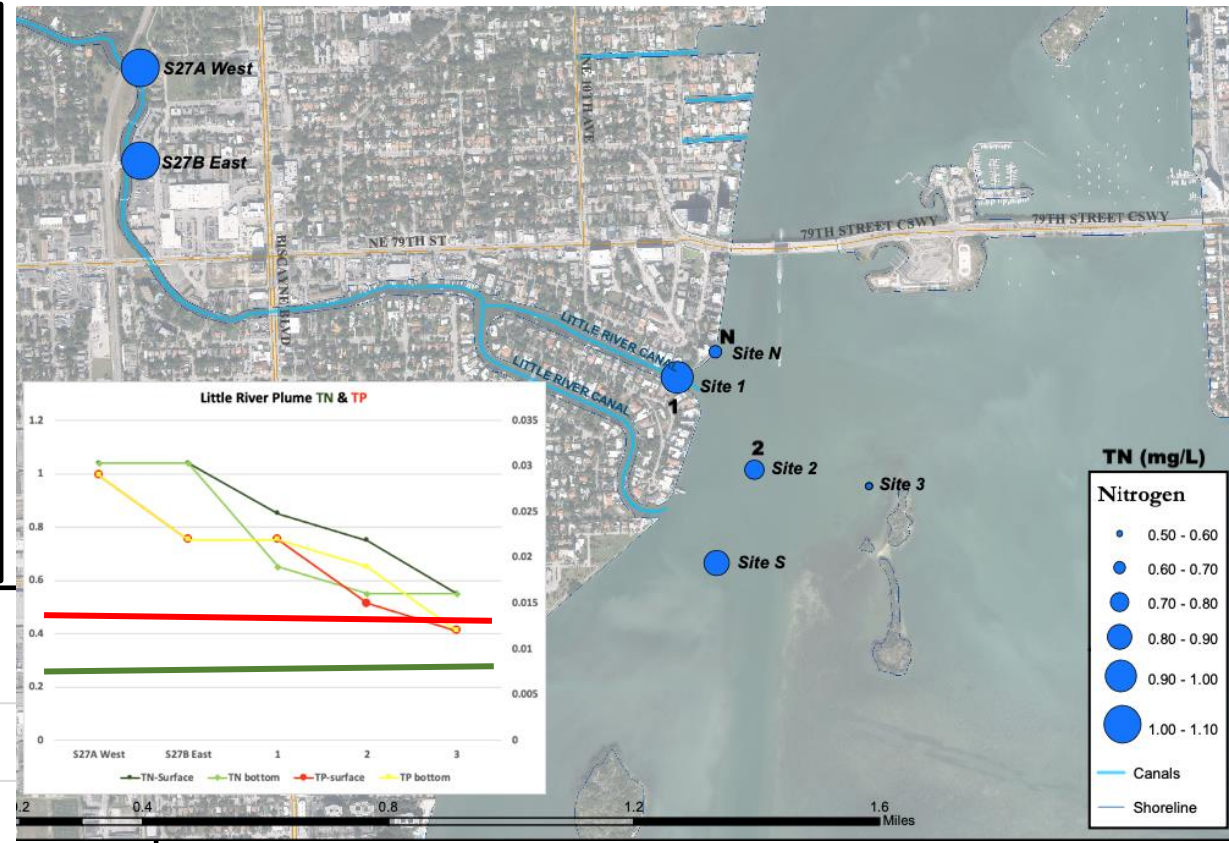 S27A West
S27B East
NE 10TH AVE
BISCAYNE BLVD
NE 79TH ST
79TH STREET CSWY
79TH STREET CSWY
LITTLE RIVER CANAL
LITTLE RIVER CANAL
N
Site N
Site 1
1
2
Site 2
Site 3
Site S
Little River Plume TN & TP
1.2
1
0.8
0.6
0.4
0.2
0
0.035
0.03
0.025
0.02
0.015
0.01
0.005
0
S27A West S27B East 1 2 3
TN-Surface TN bottom TP-surface TP bottom
TN (mg/L)
Nitrogen
0.50 - 0.60
0.60 - 0.70
0.70 - 0.80
0.80 - 0.90
0.90 - 1.00
1.00 - 1.10
Canals
Shoreline
0.4 0.8 1.2 1.6
Miles